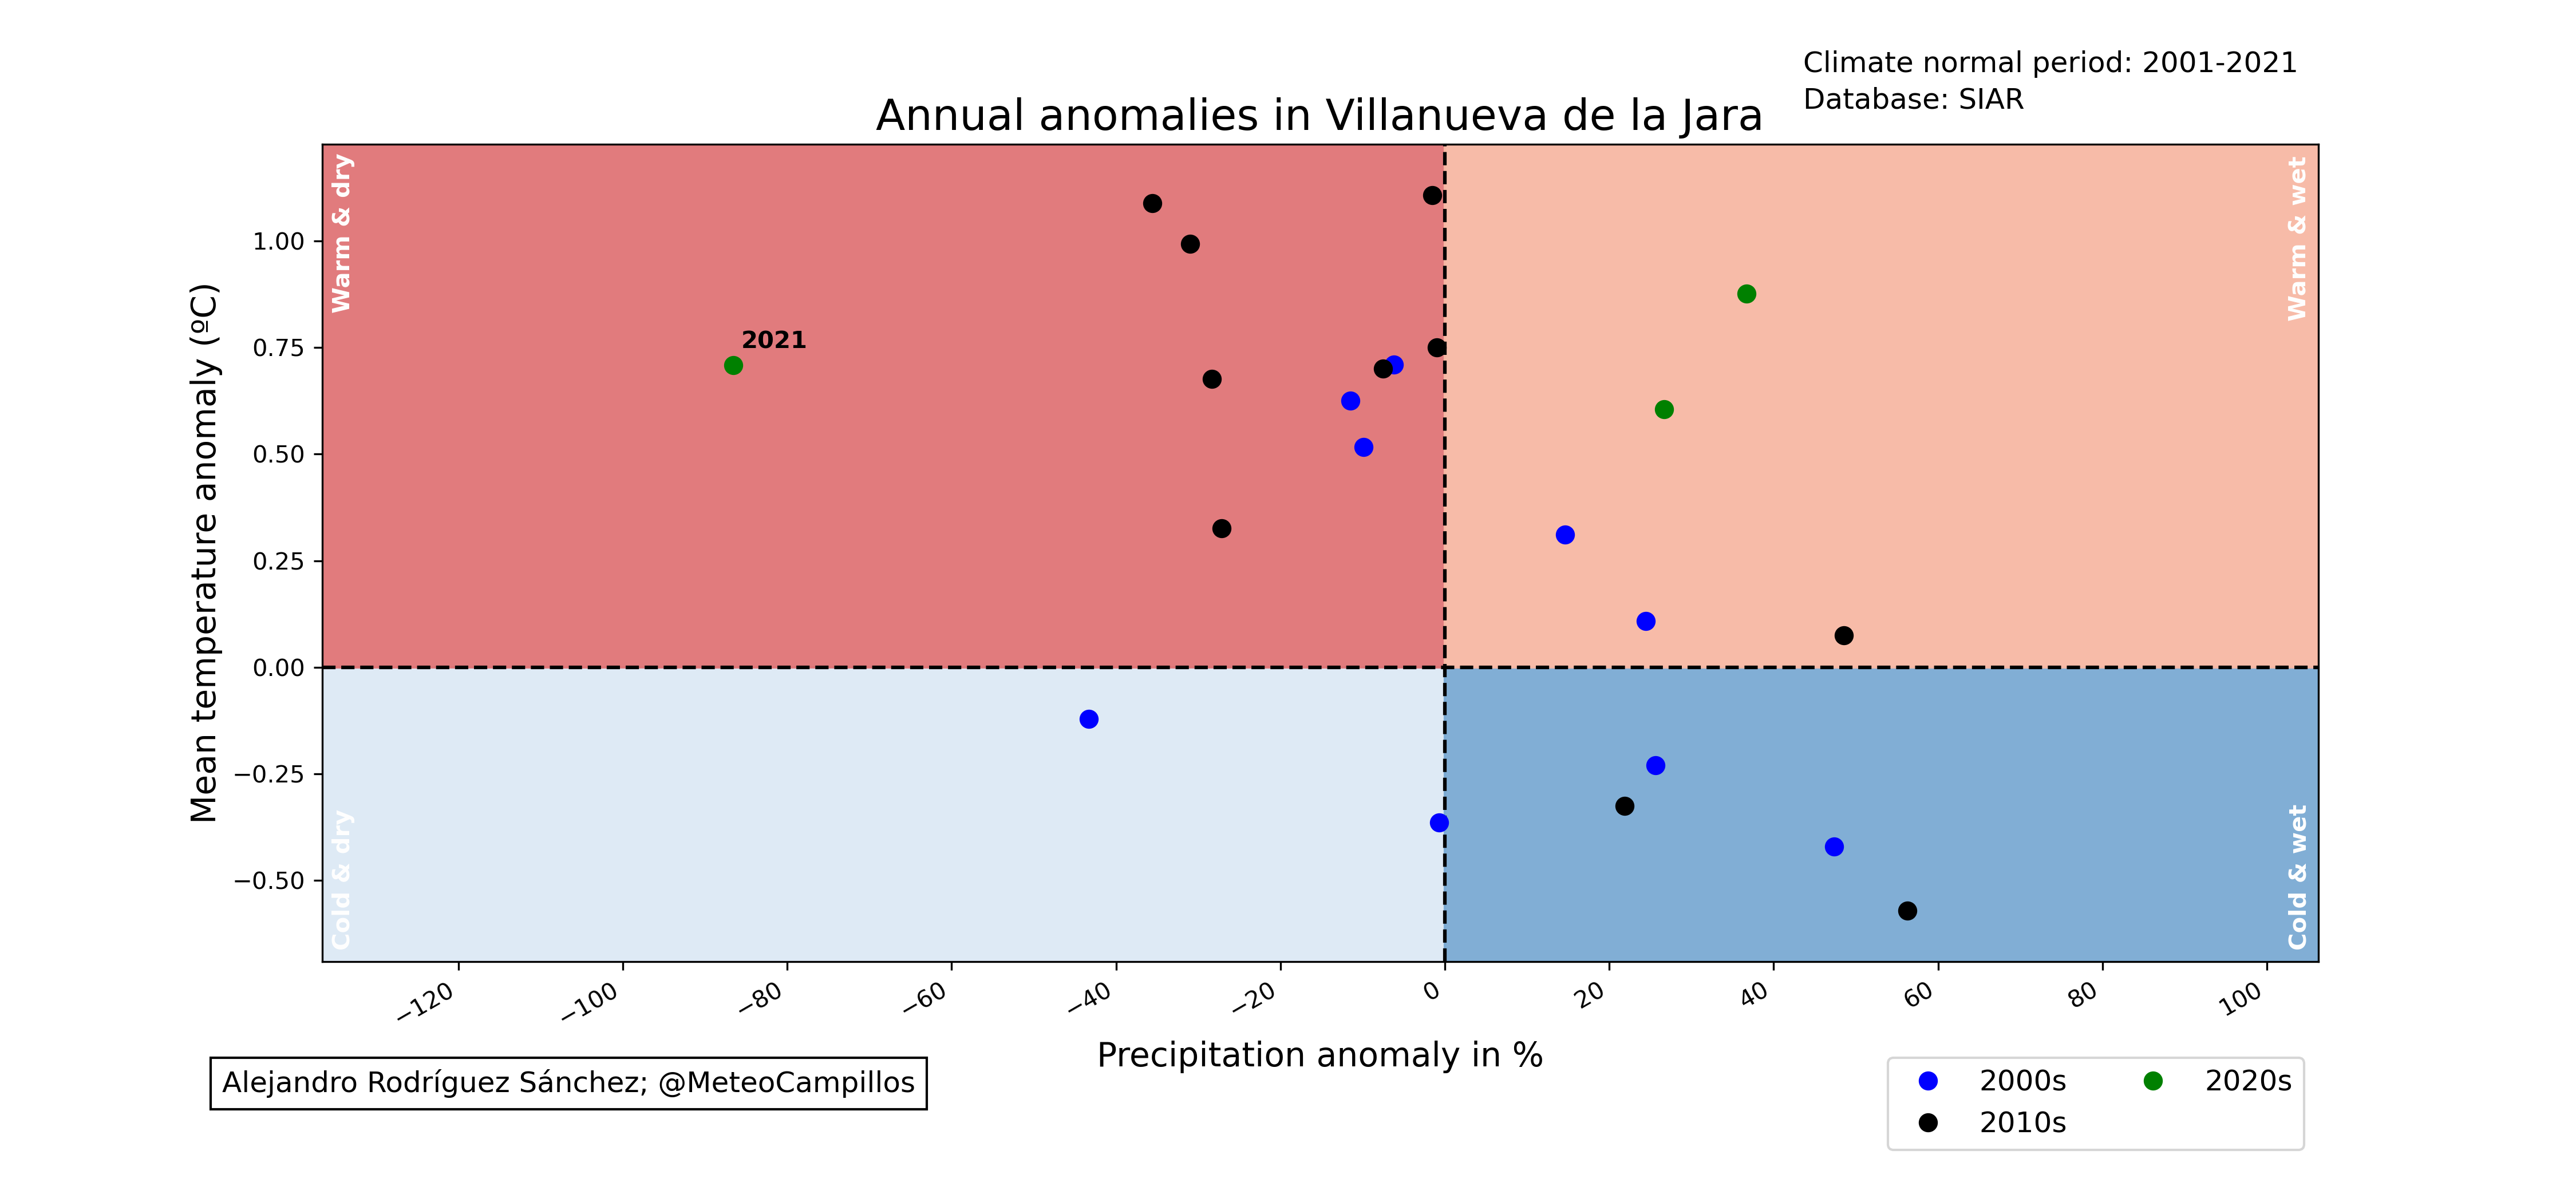 Climate normal period: 2001-2021
Database: SIAR
Annual anomalies in Villanueva de la Jara
Warm & dry
Warm & wet
Cold & dry
Cold & wet
2021
Mean temperature anomaly (ºC)
1.00
0.75
0.50
0.25
0.00
−0.25
−0.50
−120
−100
−80
−60
−40
−20
0
20
40
60
80
100
Precipitation anomaly in %
Alejandro Rodríguez Sánchez; @MeteoCampillos
2000s
2010s
2020s